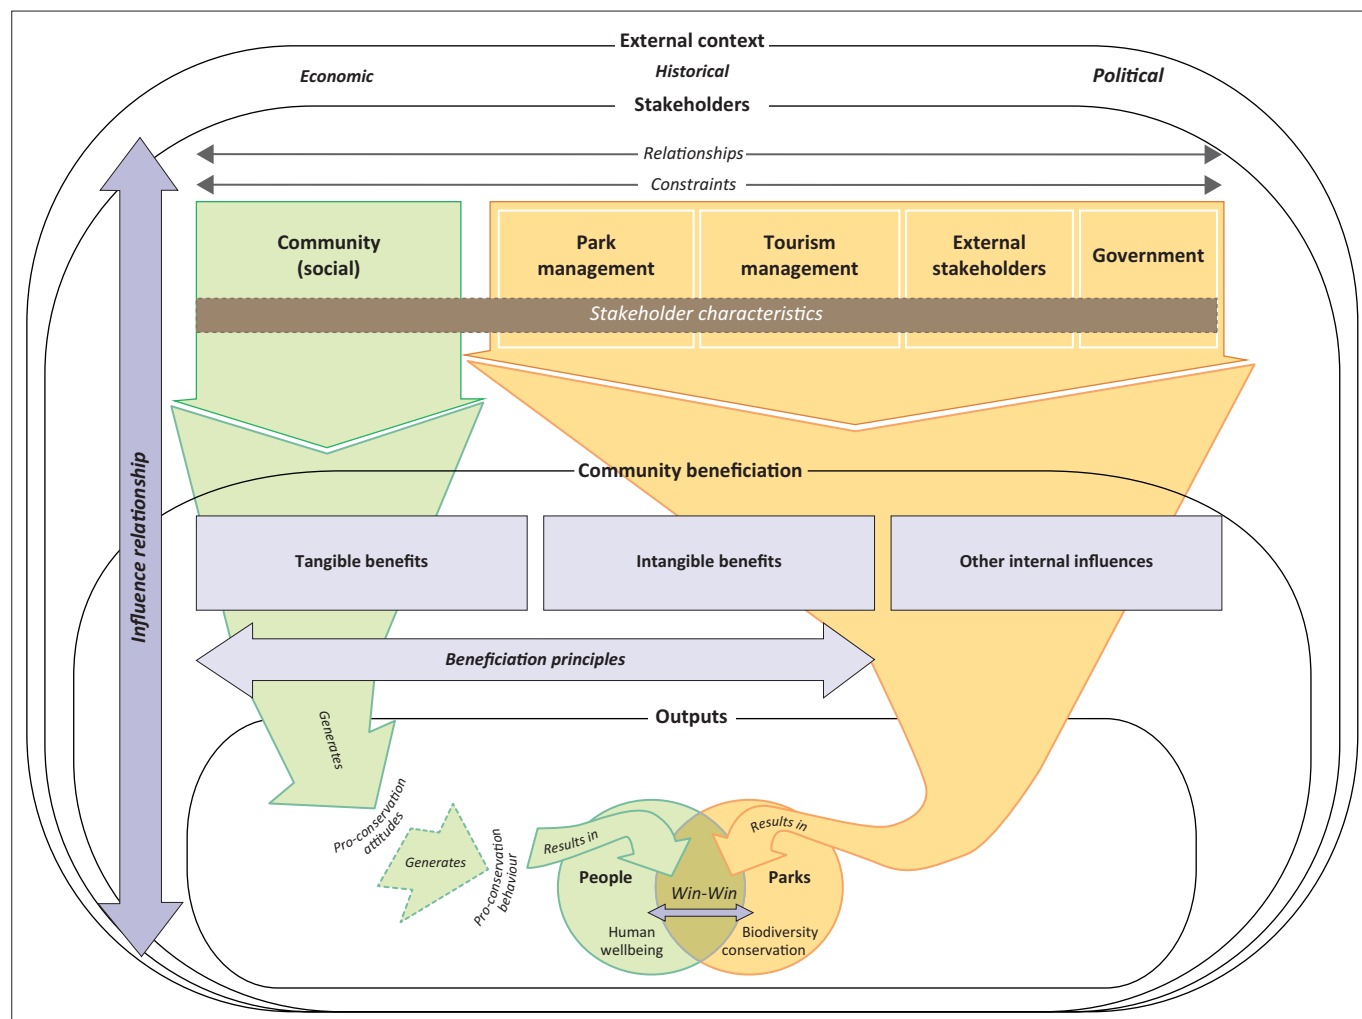 External context
Economic
Historical
Political
Stakeholders
Relationships
Constraints
Community
(social)
Park
management
Tourism
management
External
stakeholders
Government
Stakeholder characteristics
Influence relationship
Community beneficiation
Tangible benefits
Intangible benefits
Other internal influences
Beneficiation principles
Generates
Outputs
Pro-conservation
attitudes
Generates
Pro-conservation
behaviour
Results in
Results in
People
Parks
Win-Win
Human
wellbeing
Biodiversity
conservation